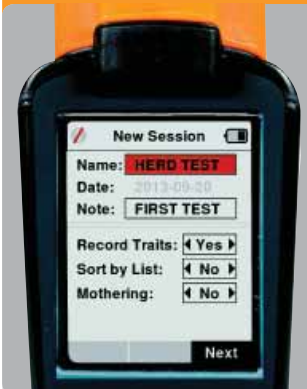 New Session
Name: HERD TEST
Date: 2013-09-20
Note: FIRST TEST
Record Traits: Yes
Sort by List: No
Mothering: No
Next